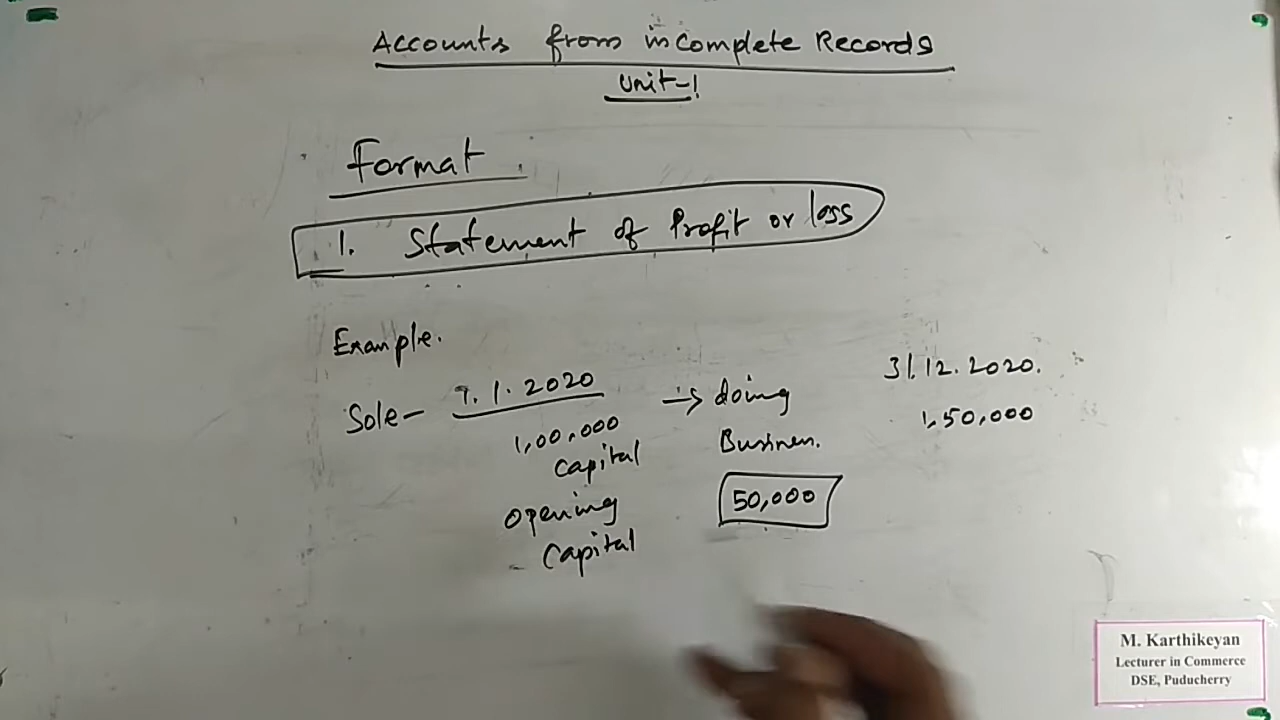 Accounts from incomplete Records
Unit-1
Format
1. Statement of Profit or loss
Example.
Sole - 1.1.2020 → doing 31.12.2020.
1,00,000 Business. 1,50,000
Capital
Opening 50,000
Capital
M. Karthikeyan
Lecturer in Commerce
DSE, Puducherry